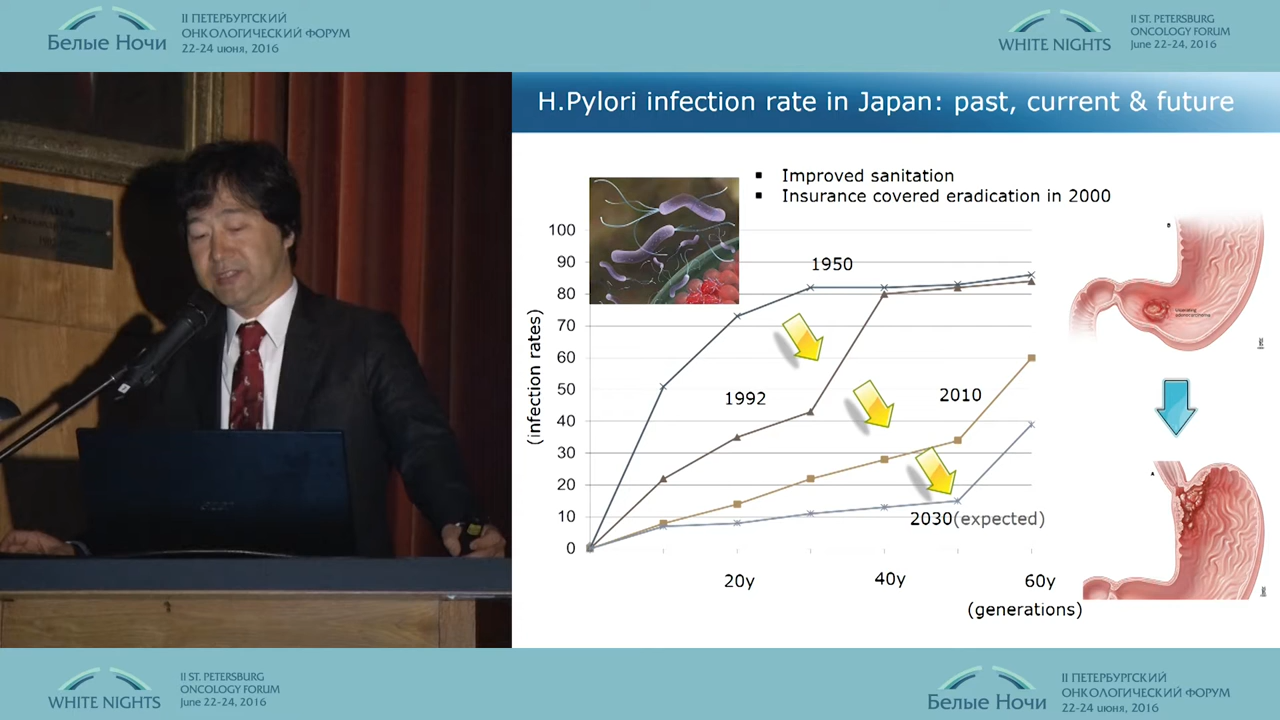 Белые Ночи
II ПЕТЕРБУРГСКИЙ
ОНКОЛОГИЧЕСКИЙ ФОРУМ
22-24 июня, 2016
WHITE NIGHTS
II ST. PETERSBURG
ONCOLOGY FORUM
June 22-24, 2016
H.Pylori infection rate in Japan: past, current & future
▪ Improved sanitation
▪ Insurance covered eradication in 2000
(infection rates)
100
90
80
70
60
50
40
30
20
10
0
1950
1992
2010
2030(expected)
20y
40y
60y
(generations)
B
A
WHITE NIGHTS
II ST. PETERSBURG
ONCOLOGY FORUM
June 22-24, 2016
Белые Ночи
II ПЕТЕРБУРГСКИЙ
ОНКОЛОГИЧЕСКИЙ ФОРУМ
22-24 июня, 2016